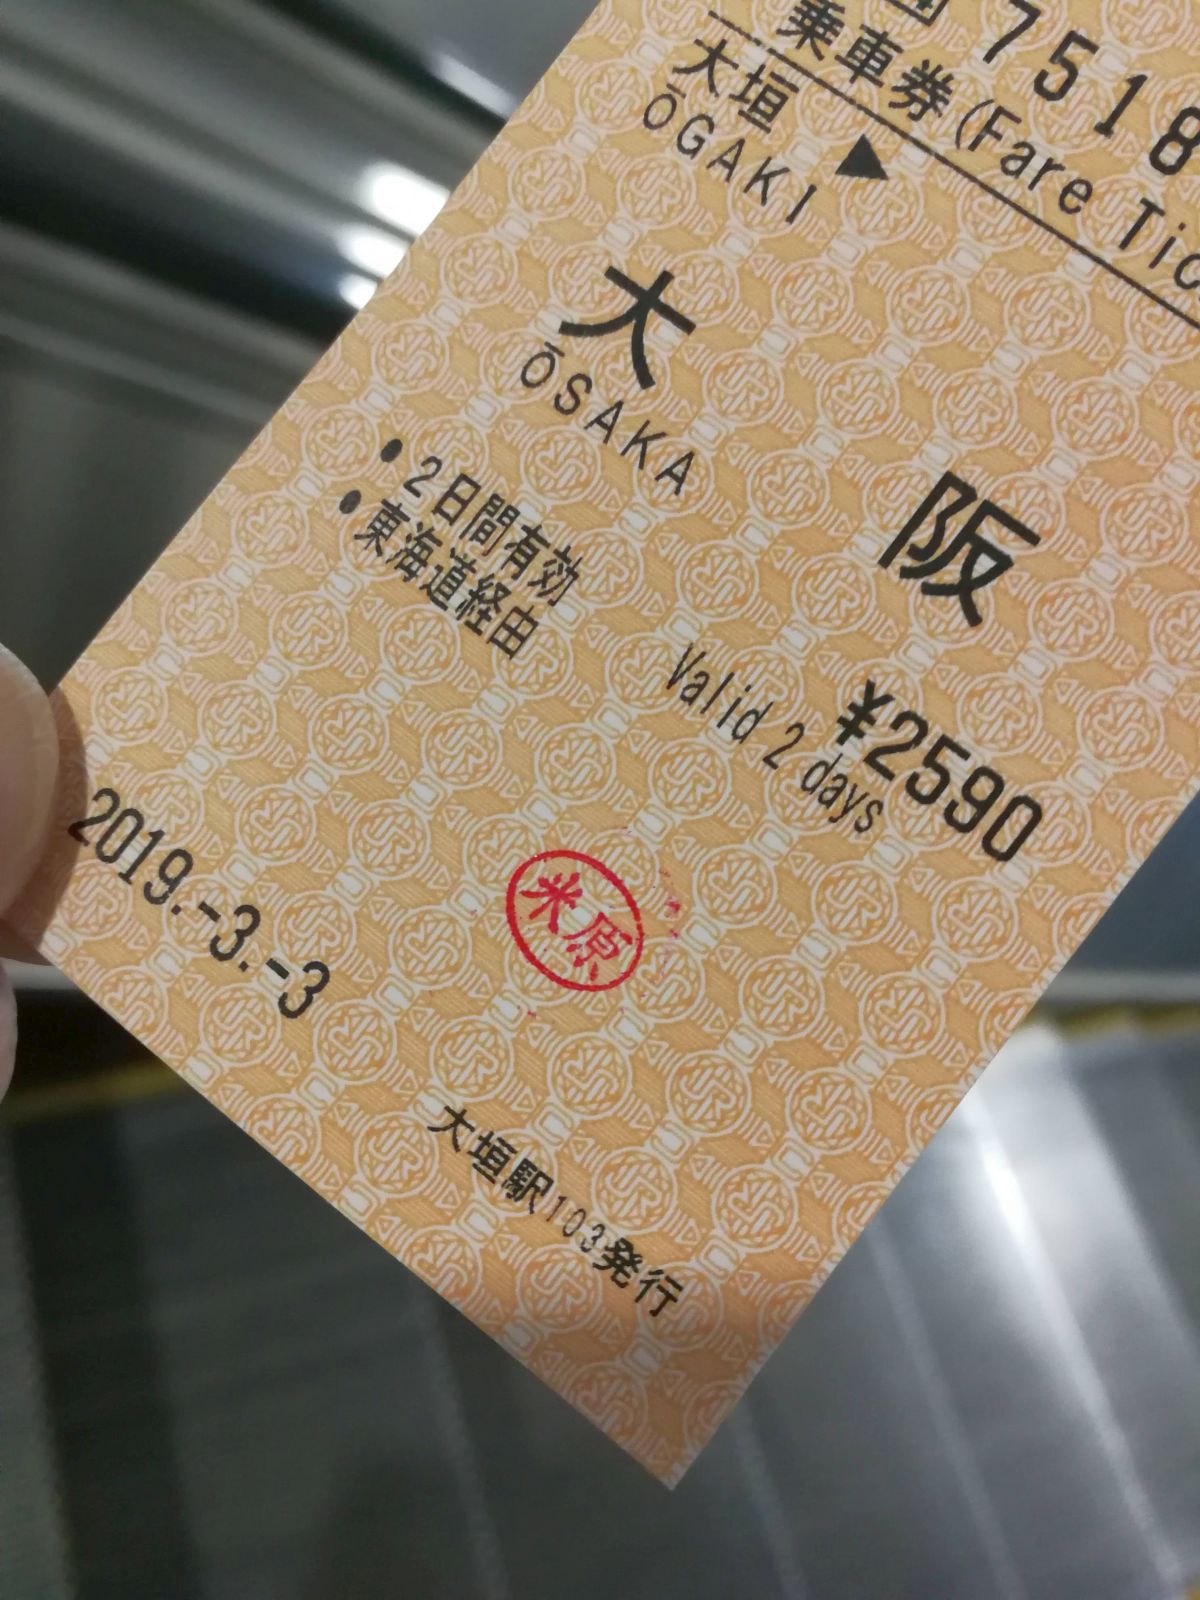 7518
乗車券(Fare Tic
大垣 ▶
ŌGAKI
大 阪
ŌSAKA
¥2590
•2日間有効 Valid 2 days
•東海道経由
米原
2019.-3.-3
大垣駅103発行